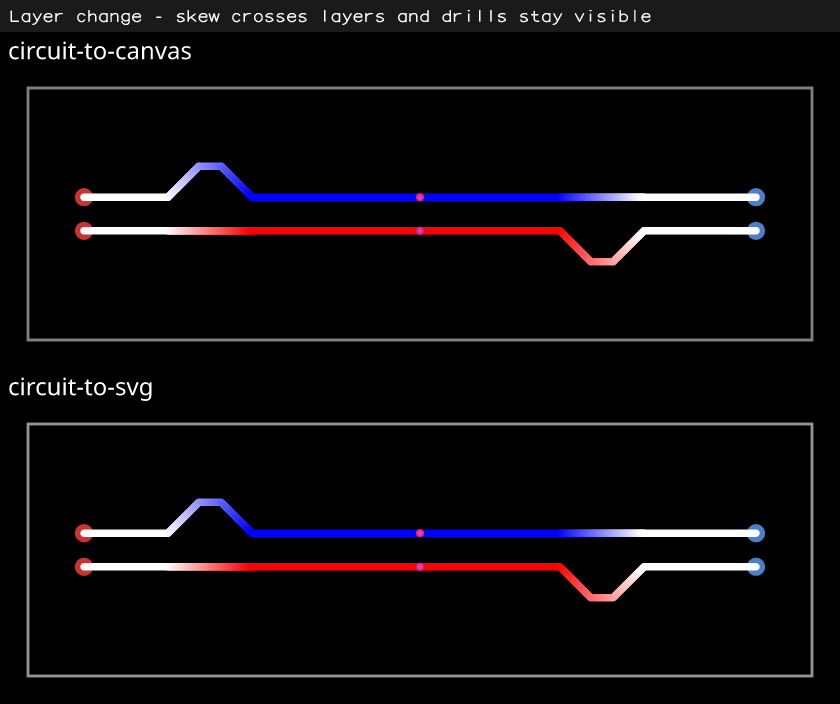 Layer change - skew crosses layers and drills stay visible
circuit-to-canvas
circuit-to-svg